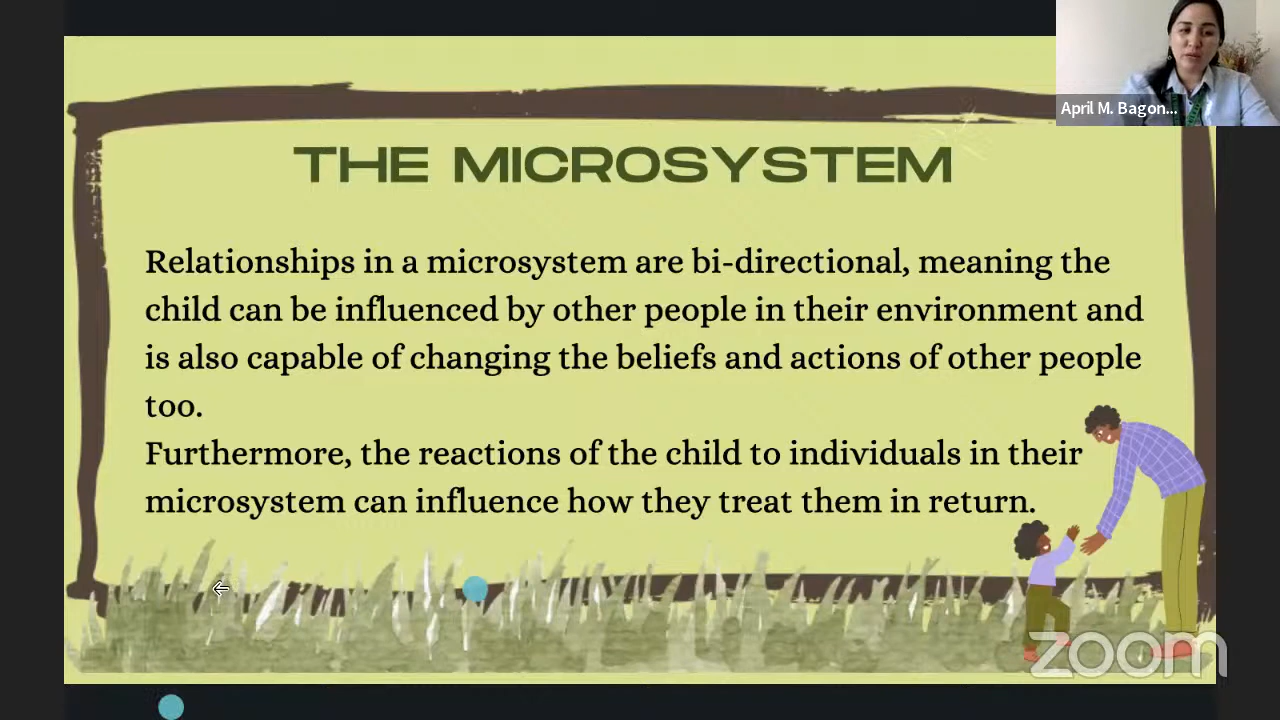 April M. Bagon...
THE MICROSYSTEM
Relationships in a microsystem are bi-directional, meaning the
child can be influenced by other people in their environment and
is also capable of changing the beliefs and actions of other people
too.
Furthermore, the reactions of the child to individuals in their
microsystem can influence how they treat them in return.
zoom